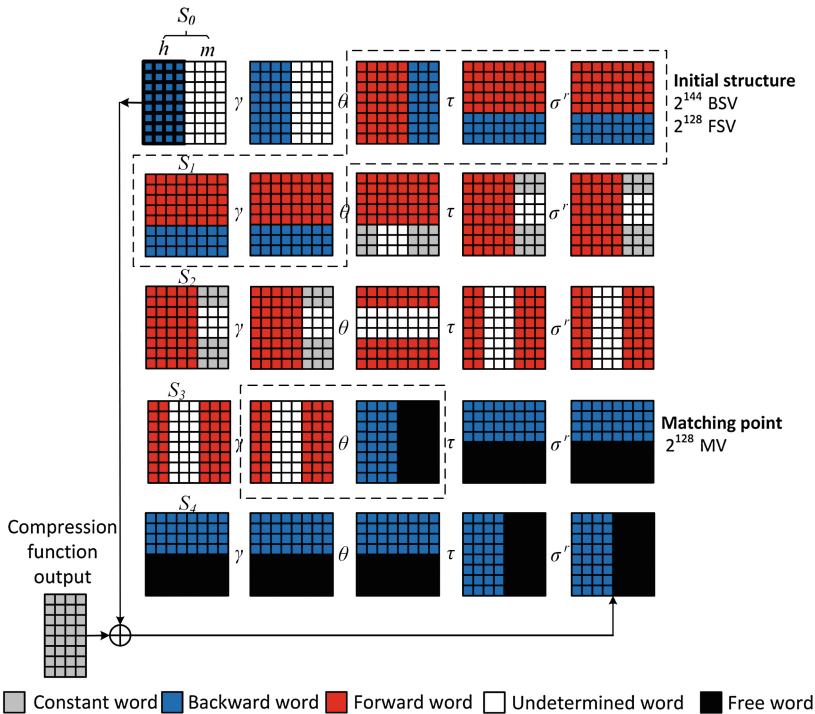 S₀
h m
γ θ τ σʳ
Initial structure
2¹⁴⁴ BSV
2¹²⁸ FSV
S₁
γ θ τ σʳ
S₂
γ θ τ σʳ
S₃
γ θ τ σʳ
Matching point
2¹²⁸ MV
S₄
γ θ τ σʳ
Compression
function
output
Constant word Backward word Forward word Undetermined word Free word